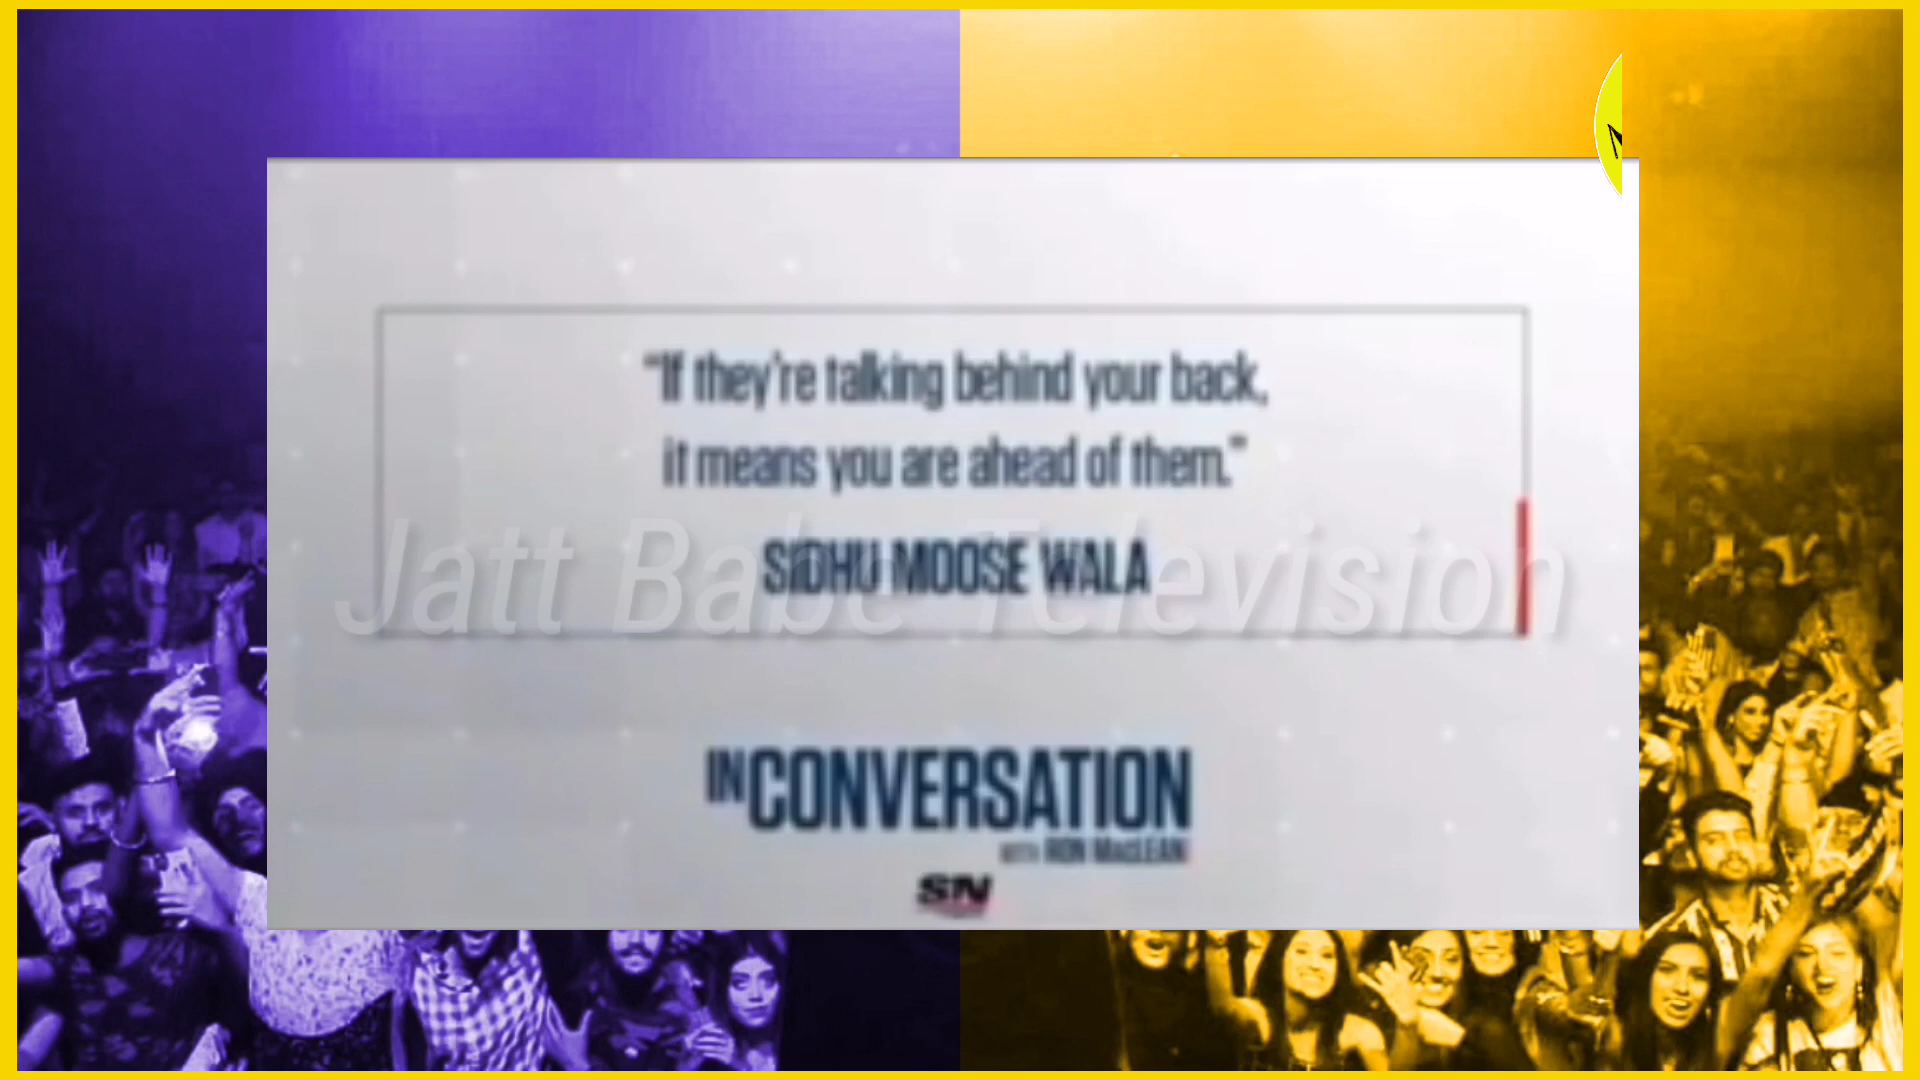 "If they're talking behind your back,
it means you are ahead of them."
SIDHU MOOSE WALA
Jatt Babe Television
IN CONVERSATION
WITH RON MacLEAN
SN